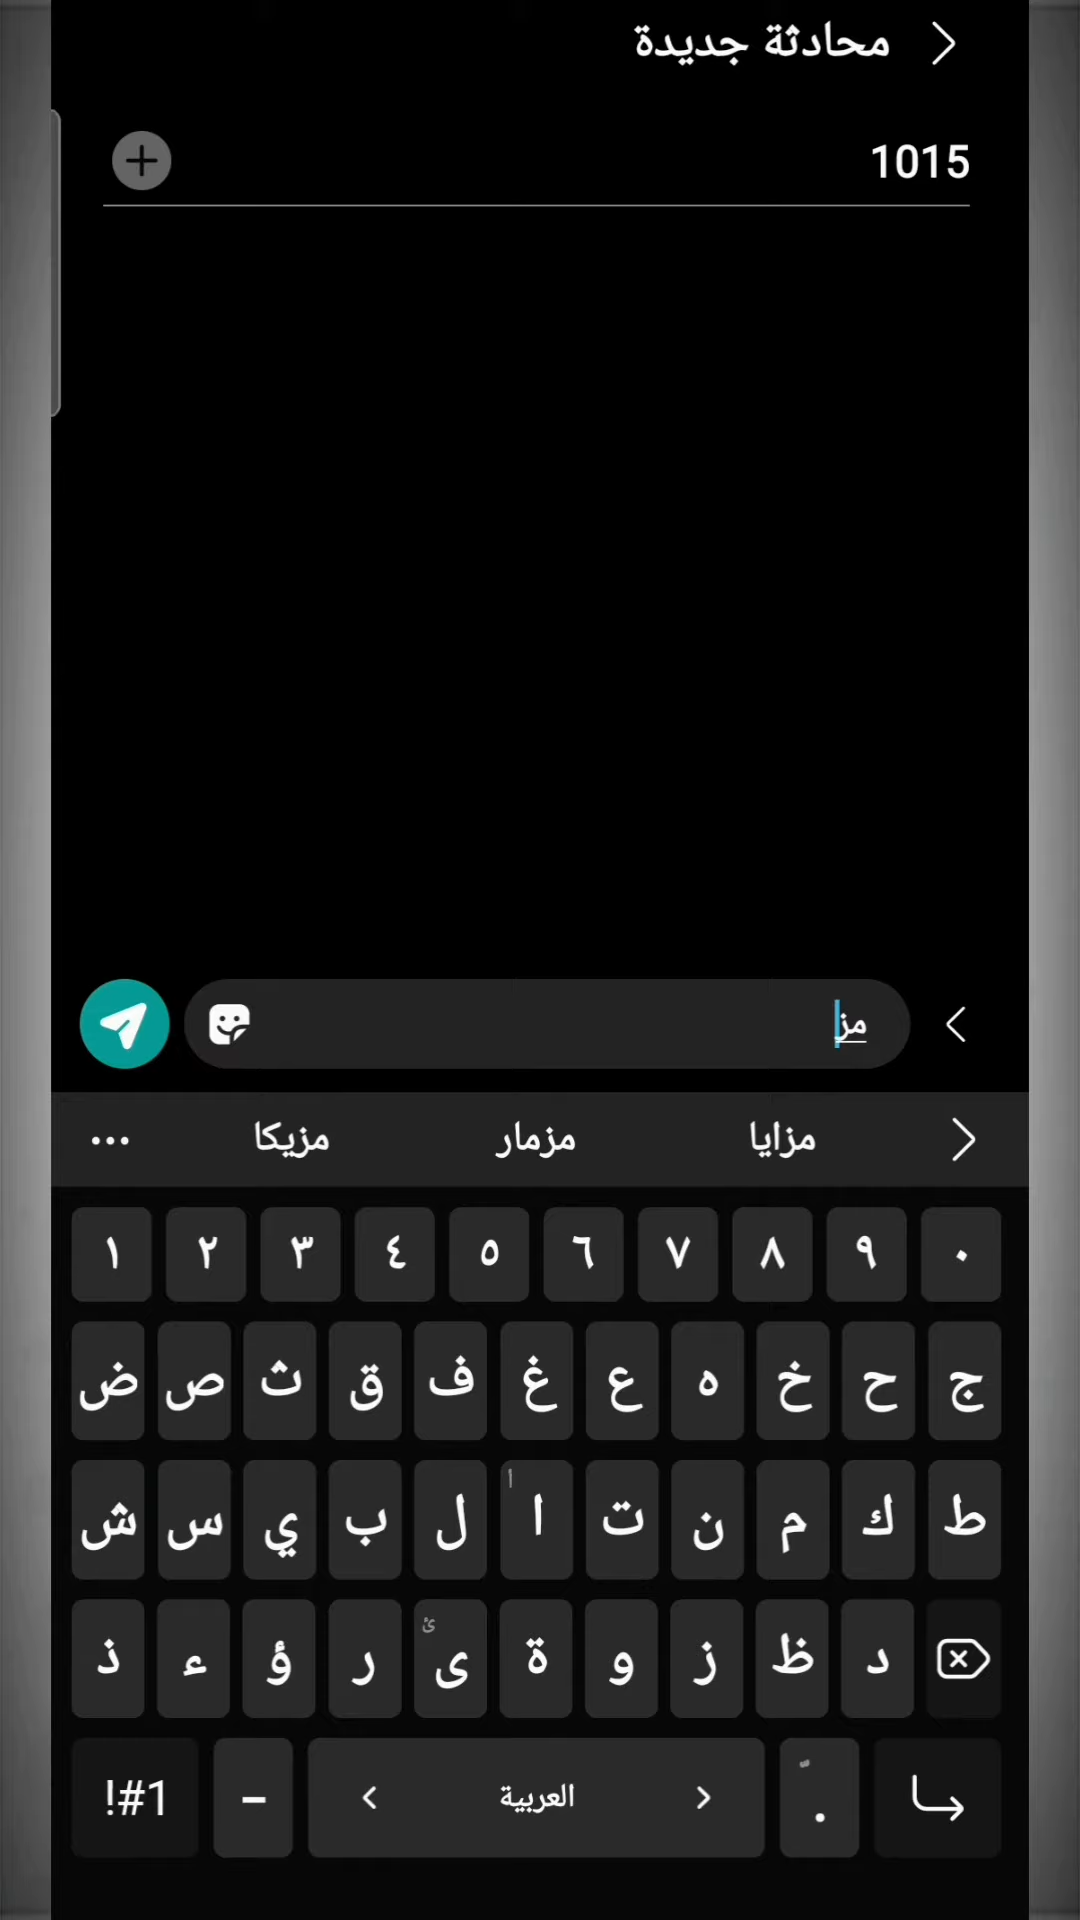 محادثة جديدة
1015
مز
مزايا مزمار مزيكا
١ ٢ ٣ ٤ ٥ ٦ ٧ ٨ ٩ ٠
ض ص ث ق ف غ ع ه خ ح ج
ش س ي ب ل ا أ ت ن م ك ط
ذ ء ؤ ر ى ئ ة و ز ظ د
!#1 - العربية .